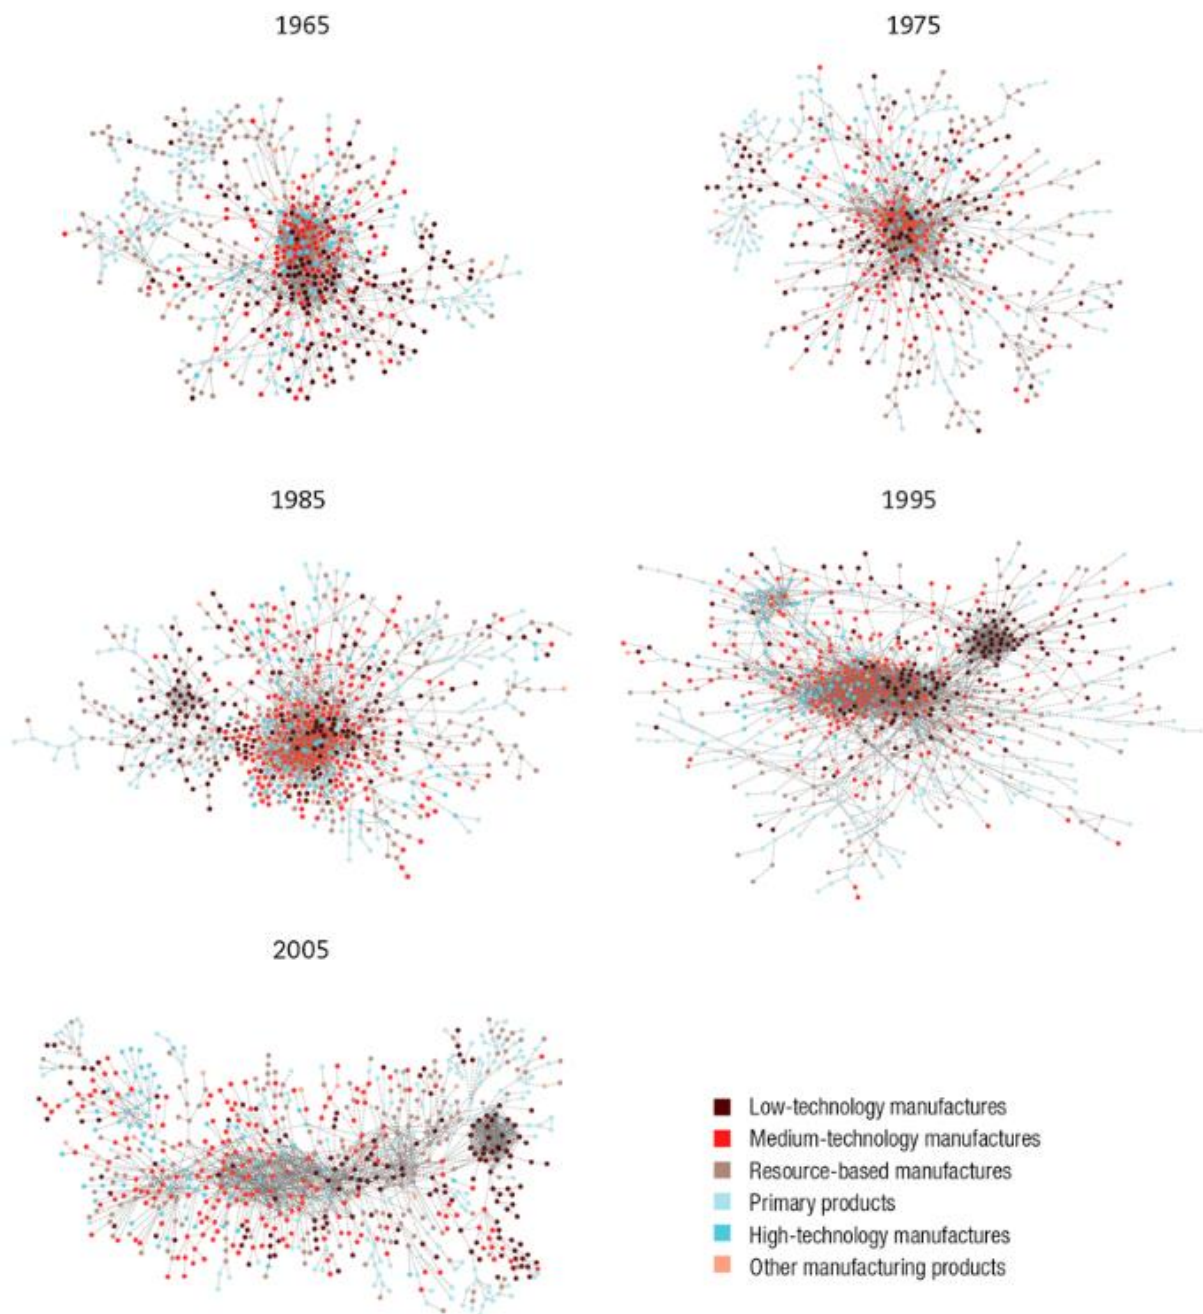 1965
1975
1985
1995
2005
Low-technology manufactures
Medium-technology manufactures
Resource-based manufactures
Primary products
High-technology manufactures
Other manufacturing products